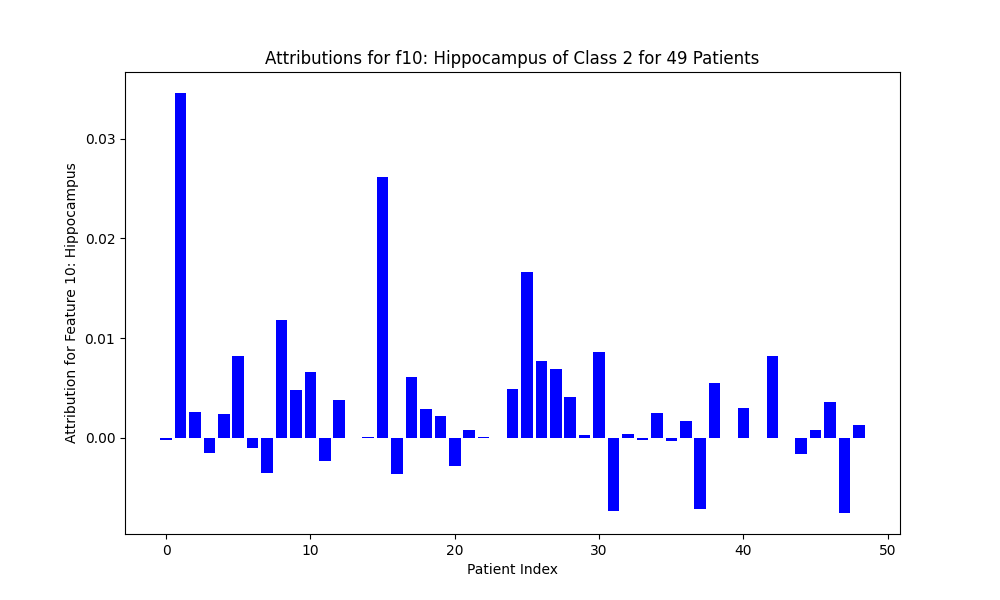 Attributions for f10: Hippocampus of Class 2 for 49 Patients
Attribution for Feature 10: Hippocampus
0.03
0.02
0.01
0.00
0 10 20 30 40 50
Patient Index